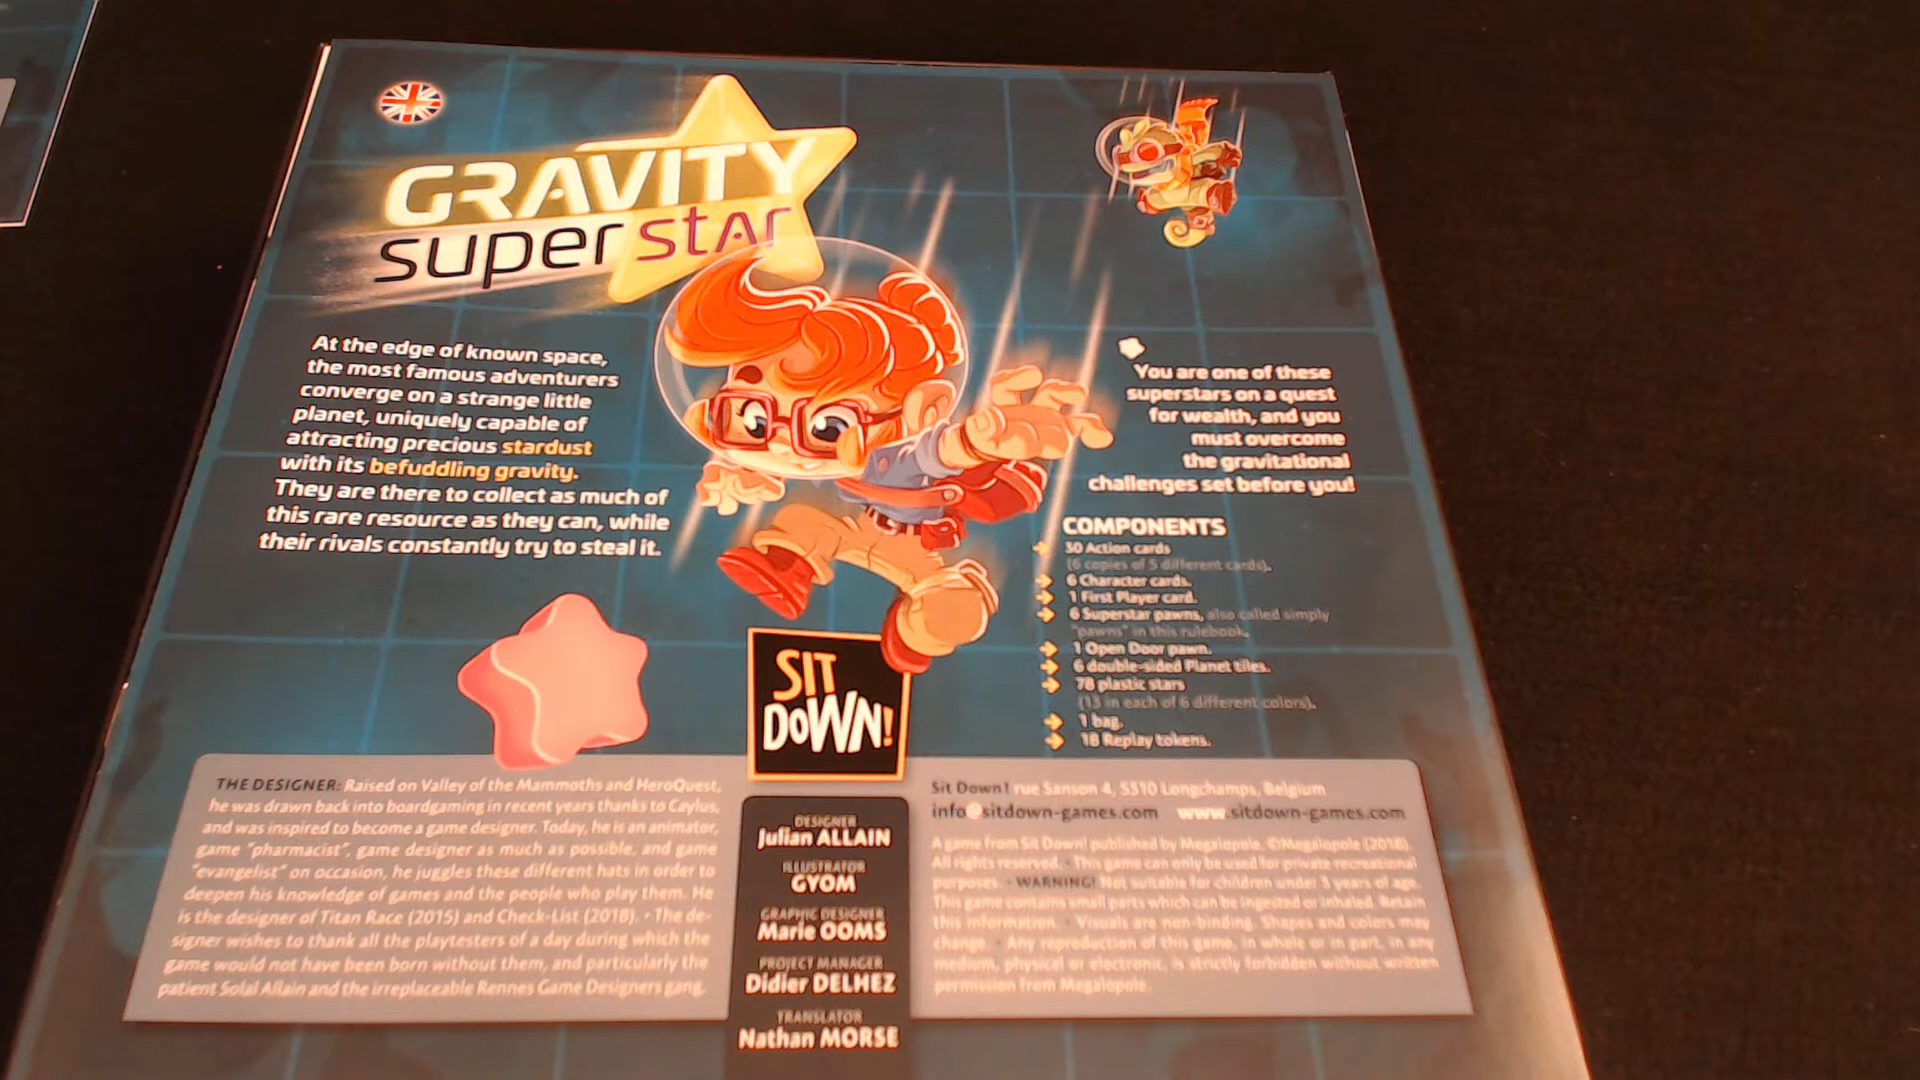 GRAVITY
superstar
At the edge of known space,
the most famous adventurers
converge on a strange little
planet, uniquely capable of
attracting precious stardust
with its befuddling gravity.
They are there to collect as much of
this rare resource as they can, while
their rivals constantly try to steal it.
You are one of these
superstars on a quest
for wealth, and you
must overcome
the gravitational
challenges set before you!
COMPONENTS
30 Action cards
(6 copies of 5 different cards).
6 Character cards.
1 First Player card.
6 Superstar pawns, also called simply
"pawns" in this rulebook.
1 Open Door pawn.
6 double-sided Planet tiles.
78 plastic stars
(13 in each of 6 different colors).
1 bag.
18 Replay tokens.
SIT
DOWN!
THE DESIGNER: Raised on Valley of the Mammoths and HeroQuest,
he was drawn back into boardgaming in recent years thanks to Caylus,
and was inspired to become a game designer. Today, he is an animator,
game "pharmacist", game designer as much as possible, and game
"evangelist" on occasion, he juggles these different hats in order to
deepen his knowledge of games and the people who play them. He
is the designer of Titan Race (2015) and Check-List (2018). • The de-
signer wishes to thank all the playtesters of a day during which the
game would not have been born without them, and particularly the
patient Solal Allain and the irreplaceable Rennes Game Designers gang.
DESIGNER
Julian ALLAIN
ILLUSTRATOR
GYOM
GRAPHIC DESIGNER
Marie OOMS
PROJECT MANAGER
Didier DELHEZ
TRANSLATOR
Nathan MORSE
Sit Down! rue Sanson 4, 5310 Longchamps, Belgium
info@sitdown-games.com www.sitdown-games.com
A game from Sit Down! published by Megalopole. ©Megalopole (2018).
All rights reserved. • This game can only be used for private recreational
purposes. • WARNING! Not suitable for children under 3 years of age.
This game contains small parts which can be ingested or inhaled. Retain
this information. • Visuals are non-binding. Shapes and colors may
change. • Any reproduction of this game, in whole or in part, in any
medium, physical or electronic, is strictly forbidden without written
permission from Megalopole.